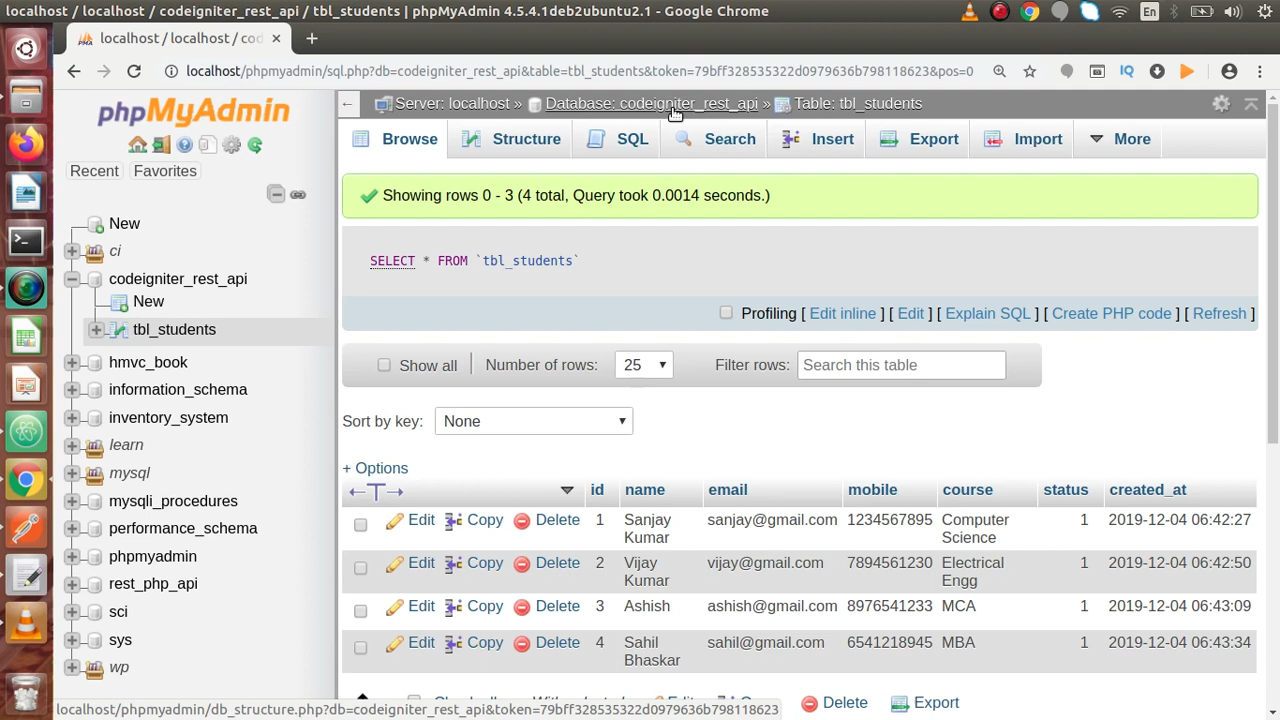 localhost / localhost / codeigniter_rest_api / tbl_students | phpMyAdmin 4.5.4.1deb2ubuntu2.1 - Google Chrome
En
localhost / localhost / cod
localhost/phpmyadmin/sql.php?db=codeigniter_rest_api&table=tbl_students&token=79bff328535322d0979636b798118623&pos=0
IQ
phpMyAdmin
Recent
Favorites
New
ci
codeigniter_rest_api
New
tbl_students
hmvc_book
information_schema
inventory_system
learn
mysql
mysqli_procedures
performance_schema
phpmyadmin
rest_php_api
sci
sys
wp
Server: localhost » Database: codeigniter_rest_api » Table: tbl_students
Browse Structure SQL Search Insert Export Import More
Showing rows 0 - 3 (4 total, Query took 0.0014 seconds.)
SELECT * FROM `tbl_students`
Profiling [ Edit inline ] [ Edit ] [ Explain SQL ] [ Create PHP code ] [ Refresh ]
Show all Number of rows: 25 Filter rows: Search this table
Sort by key: None
+ Options
id name email mobile course status created_at
Edit Copy Delete 1 Sanjay Kumar sanjay@gmail.com 1234567895 Computer Science 1 2019-12-04 06:42:27
Edit Copy Delete 2 Vijay Kumar vijay@gmail.com 7894561230 Electrical Engg 1 2019-12-04 06:42:50
Edit Copy Delete 3 Ashish ashish@gmail.com 8976541233 MCA 1 2019-12-04 06:43:09
Edit Copy Delete 4 Sahil Bhaskar sahil@gmail.com 6541218945 MBA 1 2019-12-04 06:43:34
Delete Export
localhost/phpmyadmin/db_structure.php?db=codeigniter_rest_api&token=79bff328535322d0979636b798118623